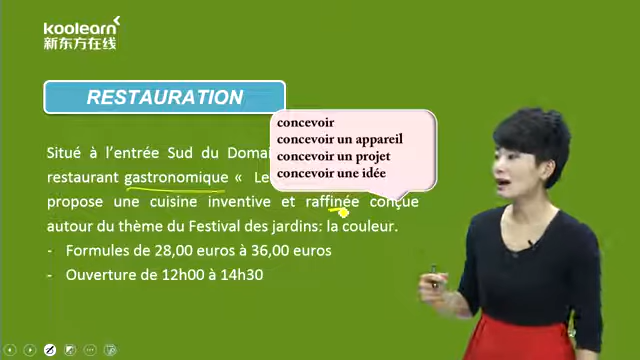 koolearn
新东方在线
RESTAURATION
concevoir
concevoir un appareil
concevoir un projet
concevoir une idée
Situé à l'entrée Sud du
restaurant gastronomique «
propose une cuisine inventive et raffinée conçue
autour du thème du Festival des jardins: la couleur.
- Formules de 28,00 euros à 36,00 euros
- Ouverture de 12h00 à 14h30